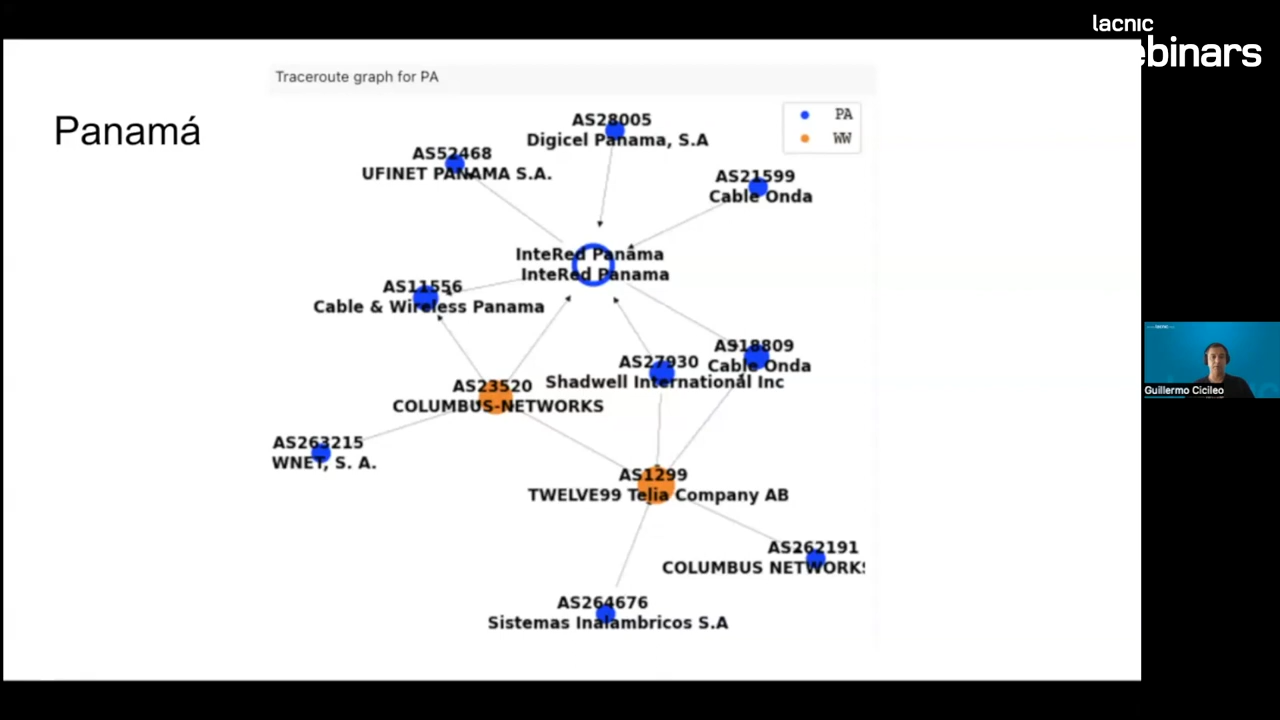 lacnic
ebinars
Traceroute graph for PA
Panamá
PA
WW
AS28005
Digicel Panama, S.A
AS52468
UFINET PANAMA S.A.
AS21599
Cable Onda
InteRed Panama
InteRed Panama
AS11556
Cable & Wireless Panama
AS18809
Cable Onda
AS27930
Shadwell International Inc
AS23520
COLUMBUS-NETWORKS
AS263215
WNET, S. A.
AS1299
TWELVE99 Telia Company AB
AS262191
COLUMBUS NETWORKS
AS264676
Sistemas Inalambricos S.A
Guillermo Cicileo